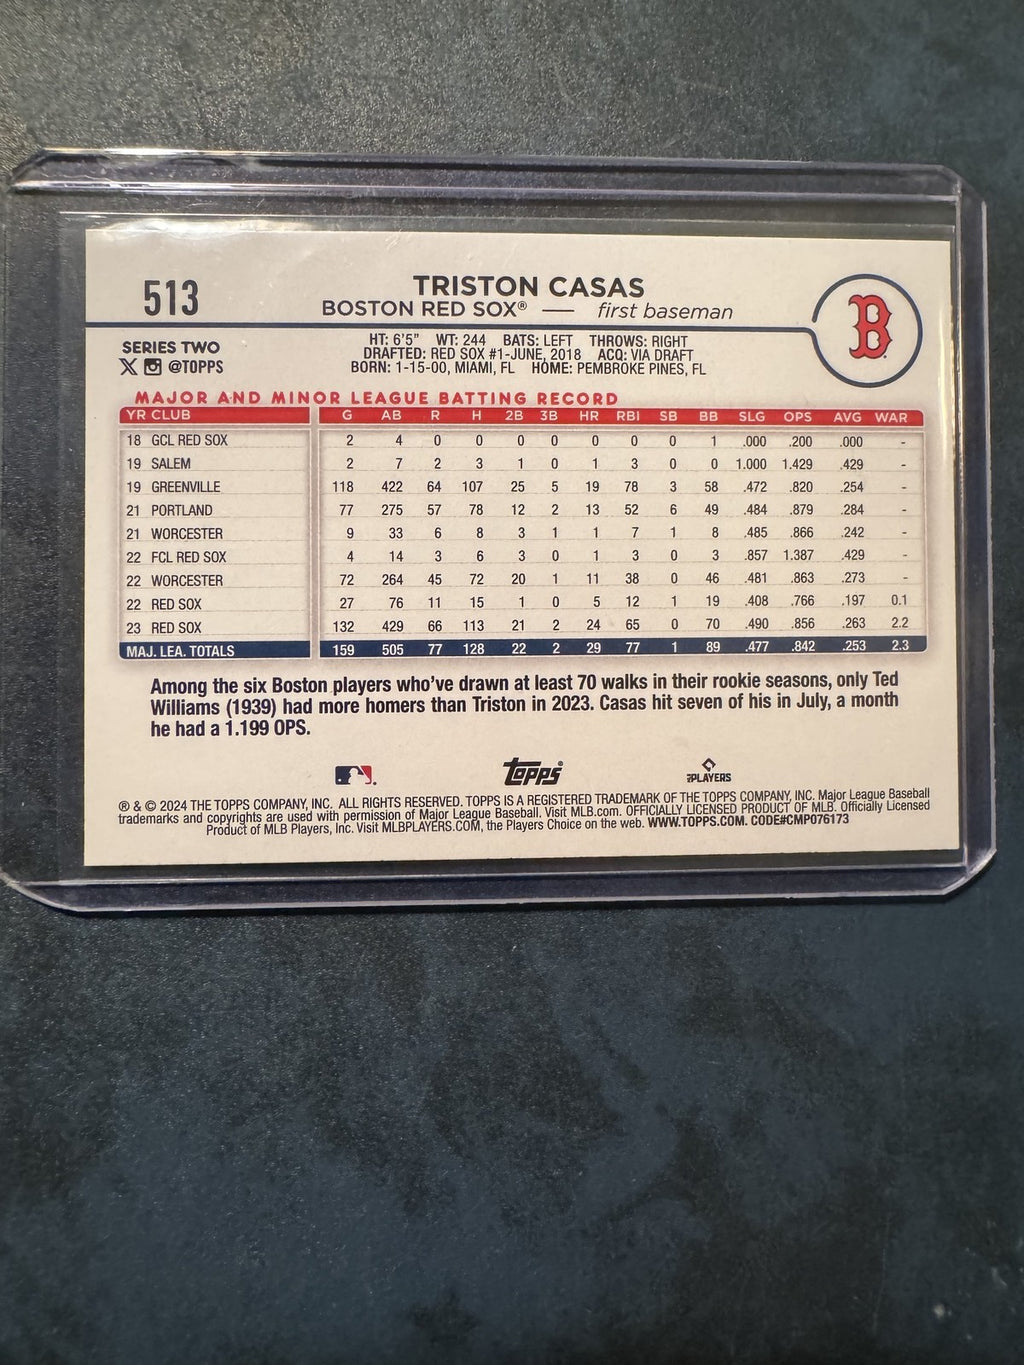 513
TRISTON CASAS
BOSTON RED SOX® — first baseman
B
SERIES TWO
@TOPPS
HT: 6'5" WT: 244 BATS: LEFT THROWS: RIGHT
DRAFTED: RED SOX #1-JUNE, 2018 ACQ: VIA DRAFT
BORN: 1-15-00, MIAMI, FL HOME: PEMBROKE PINES, FL
MAJOR AND MINOR LEAGUE BATTING RECORD
YR CLUB G AB R H 2B 3B HR RBI SB BB SLG OPS AVG WAR
18 GCL RED SOX 2 4 0 0 0 0 0 0 0 1 .000 .200 .000 -
19 SALEM 2 7 2 3 1 0 1 3 0 0 1.000 1.429 .429 -
19 GREENVILLE 118 422 64 107 25 5 19 78 3 58 .472 .820 .254 -
21 PORTLAND 77 275 57 78 12 2 13 52 6 49 .484 .879 .284 -
21 WORCESTER 9 33 6 8 3 1 1 7 1 8 .485 .866 .242 -
22 FCL RED SOX 4 14 3 6 3 0 1 3 0 3 .857 1.387 .429 -
22 WORCESTER 72 264 45 72 20 1 11 38 0 46 .481 .863 .273 -
22 RED SOX 27 76 11 15 1 0 5 12 1 19 .408 .766 .197 0.1
23 RED SOX 132 429 66 113 21 2 24 65 0 70 .490 .856 .263 2.2
MAJ. LEA. TOTALS 159 505 77 128 22 2 29 77 1 89 .477 .842 .253 2.3
Among the six Boston players who've drawn at least 70 walks in their rookie seasons, only Ted
Williams (1939) had more homers than Triston in 2023. Casas hit seven of his in July, a month
he had a 1.199 OPS.
Topps
PLAYERS
® & © 2024 THE TOPPS COMPANY, INC. ALL RIGHTS RESERVED. TOPPS IS A REGISTERED TRADEMARK OF THE TOPPS COMPANY, INC. Major League Baseball
trademarks and copyrights are used with permission of Major League Baseball. Visit MLB.com. OFFICIALLY LICENSED PRODUCT OF MLB. Officially Licensed
Product of MLB Players, Inc. Visit MLBPLAYERS.COM, the Players Choice on the web. WWW.TOPPS.COM. CODE#CMP076173